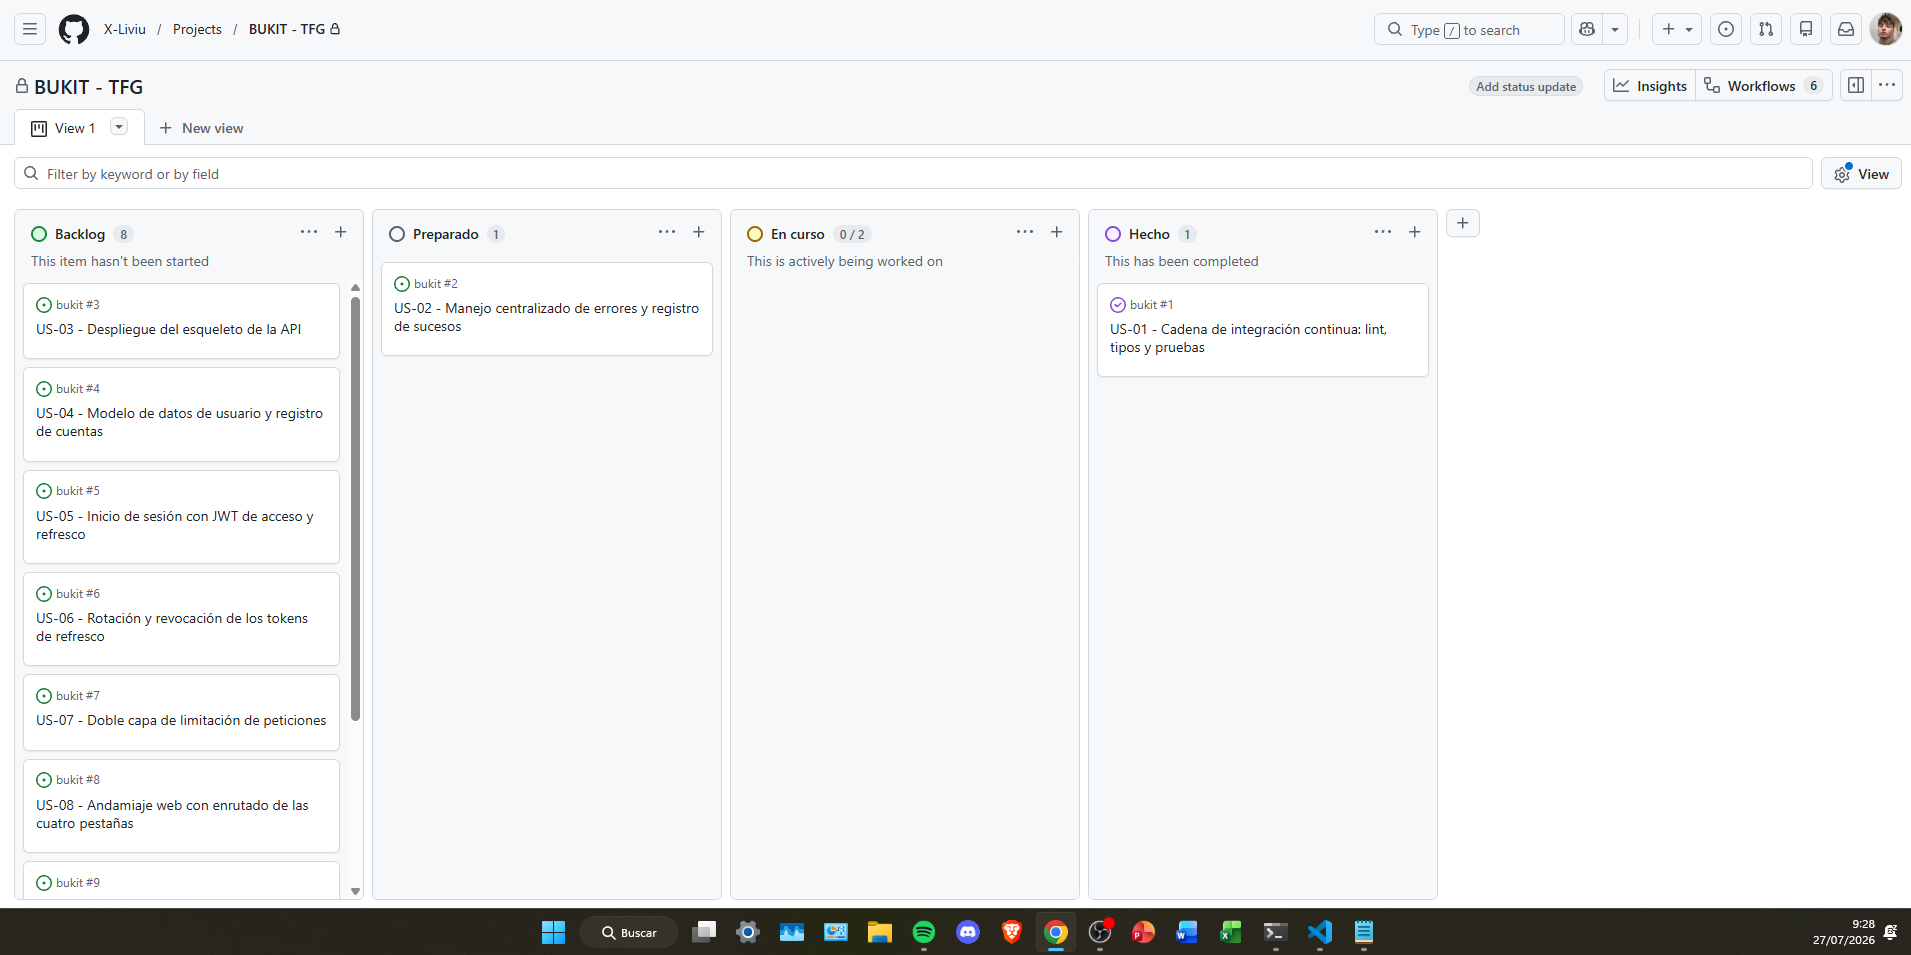 X-Liviu / Projects / BUKIT - TFG
Type / to search
BUKIT - TFG
Add status update
Insights
Workflows 6
View 1
New view
Filter by keyword or by field
View
Backlog 8
This item hasn't been started
bukit #3
US-03 - Despliegue del esqueleto de la API
bukit #4
US-04 - Modelo de datos de usuario y registro
de cuentas
bukit #5
US-05 - Inicio de sesión con JWT de acceso y
refresco
bukit #6
US-06 - Rotación y revocación de los tokens
de refresco
bukit #7
US-07 - Doble capa de limitación de peticiones
bukit #8
US-08 - Andamiaje web con enrutado de las
cuatro pestañas
bukit #9
Preparado 1
bukit #2
US-02 - Manejo centralizado de errores y registro
de sucesos
En curso 0 / 2
This is actively being worked on
Hecho 1
This has been completed
bukit #1
US-01 - Cadena de integración continua: lint,
tipos y pruebas
Buscar
9:28
27/07/2026